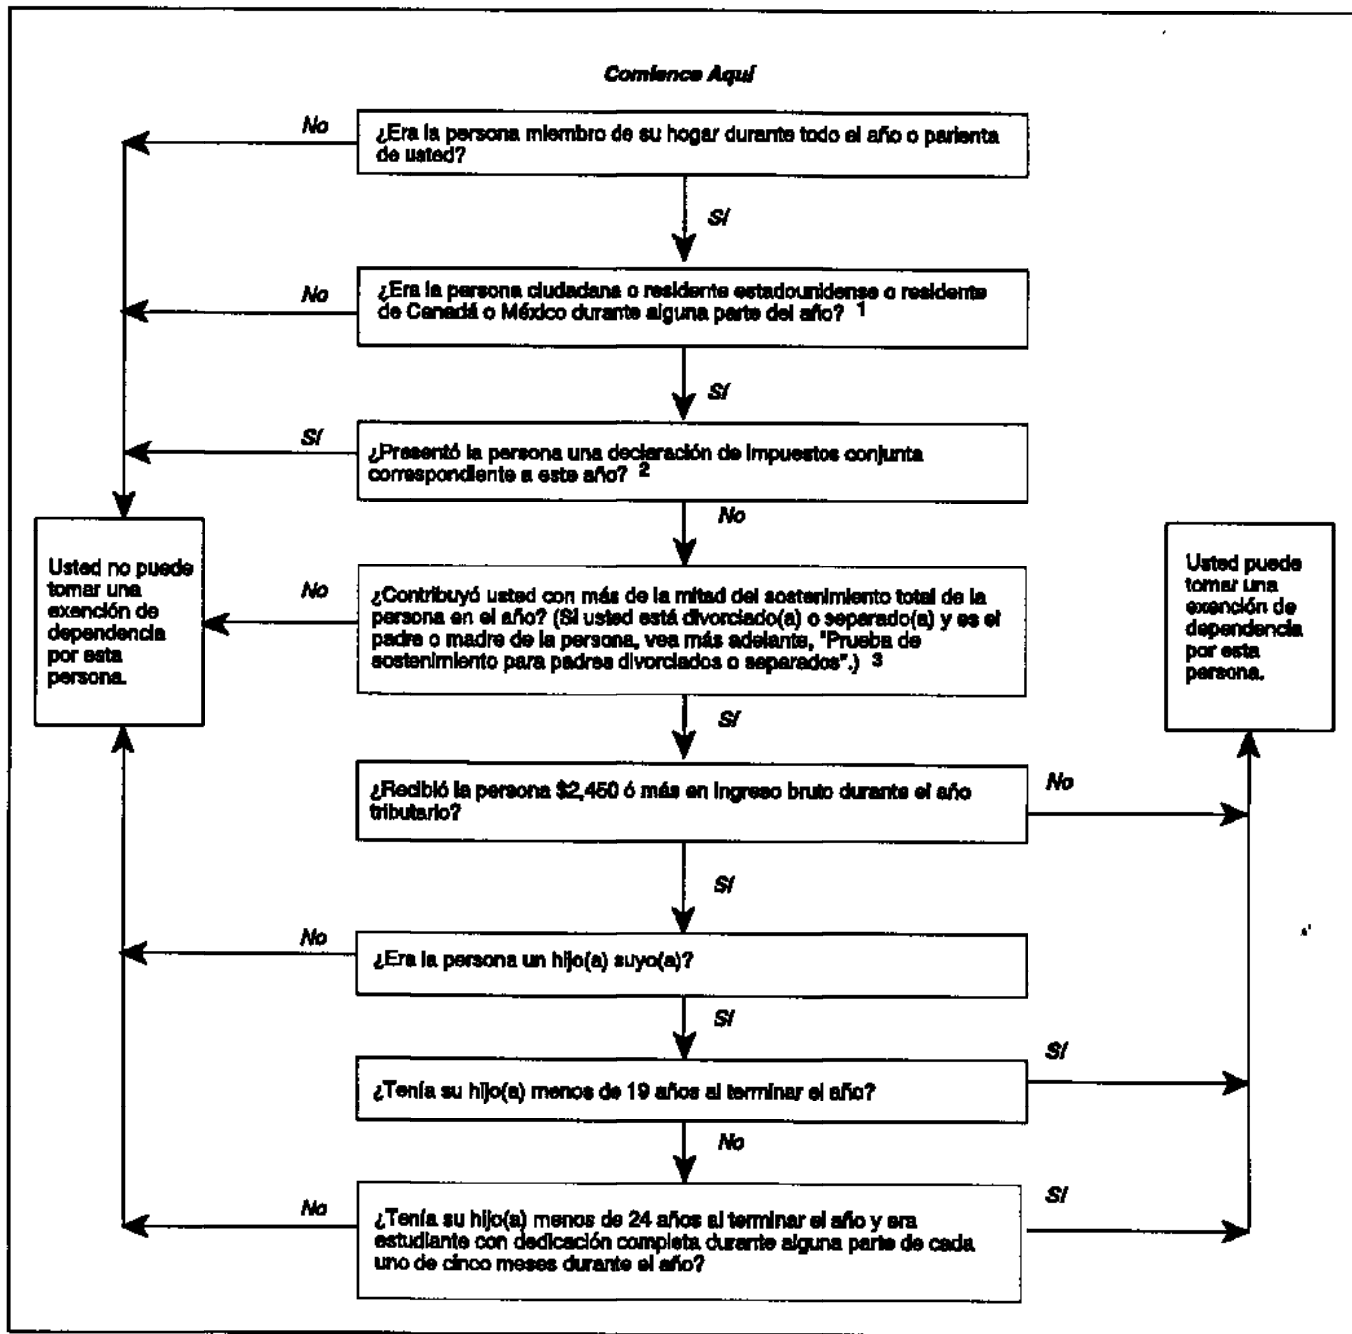 Comience Aquí
No
¿Era la persona miembro de su hogar durante todo el año o parienta
de usted?
Sí
No
¿Era la persona ciudadana o residente estadounidense o residente
de Canadá o México durante alguna parte del año? 1
Sí
Sí
¿Presentó la persona una declaración de impuestos conjunta
correspondiente a este año? 2
No
Usted no puede
tomar una
exención de
dependencia
por esta
persona.
No
¿Contribuyó usted con más de la mitad del sostenimiento total de la
persona en el año? (Si usted está divorciado(a) o separado(a) y es el
padre o madre de la persona, vea más adelante, "Prueba de
sostenimiento para padres divorciados o separados".) 3
Usted puede
tomar una
exención de
dependencia
por esta
persona.
Sí
¿Recibió la persona $2,450 ó más en ingreso bruto durante el año
tributario?
No
Sí
No
¿Era la persona un hijo(a) suyo(a)?
Sí
¿Tenía su hijo(a) menos de 19 años al terminar el año?
Sí
No
No
¿Tenía su hijo(a) menos de 24 años al terminar el año y era
estudiante con dedicación completa durante alguna parte de cada
uno de cinco meses durante el año?
Sí